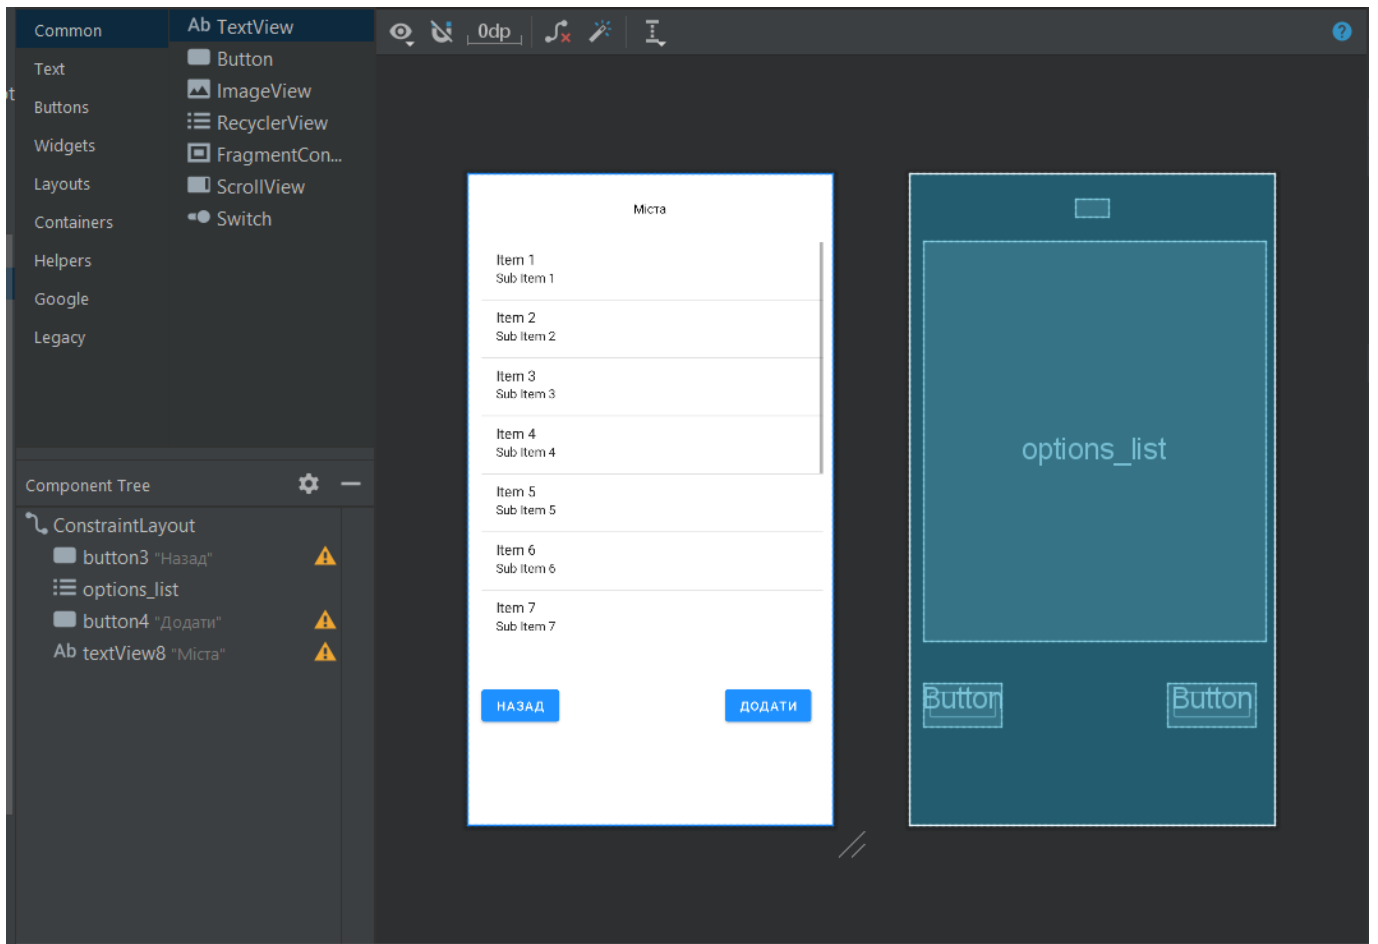 Common
Text
Buttons
Widgets
Layouts
Containers
Helpers
Google
Legacy
Ab TextView
Button
ImageView
RecyclerView
FragmentCon...
ScrollView
Switch
0dp
?
Component Tree
ConstraintLayout
button3 "Назад"
options_list
button4 "Додати"
Ab textView8 "Міста"
Міста
Item 1
Sub Item 1
Item 2
Sub Item 2
Item 3
Sub Item 3
Item 4
Sub Item 4
Item 5
Sub Item 5
Item 6
Sub Item 6
Item 7
Sub Item 7
НАЗАД
ДОДАТИ
options_list
Button
Button